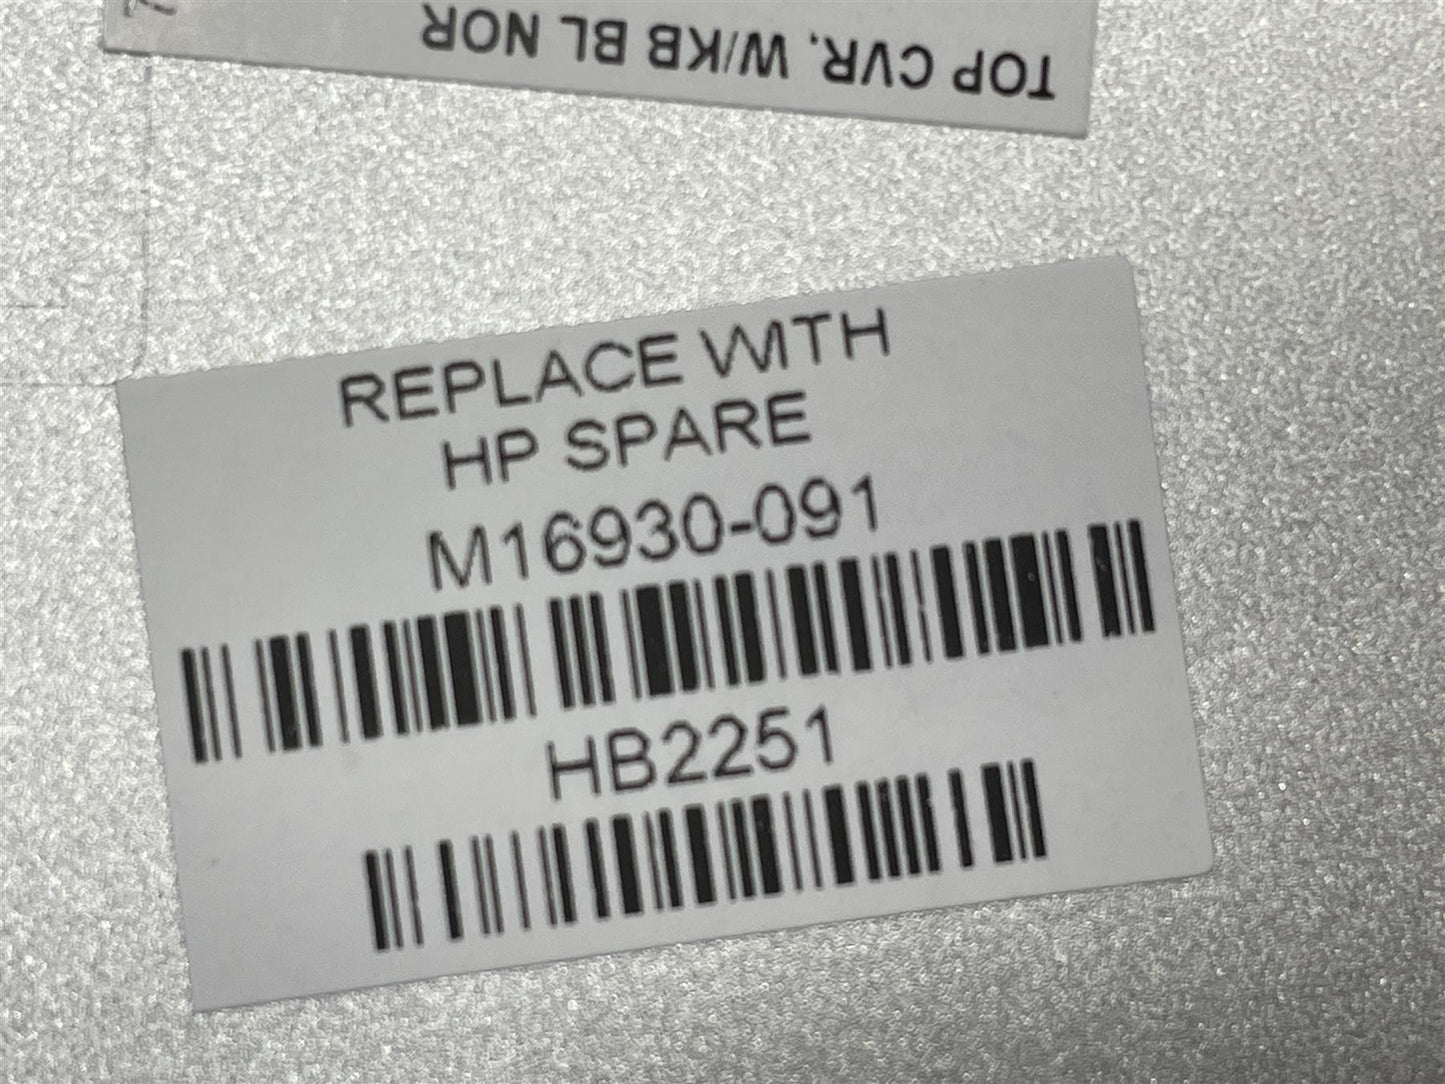 TOP CVR. W/KB BL NOR
REPLACE WITH
HP SPARE
M16930-091
HB2251